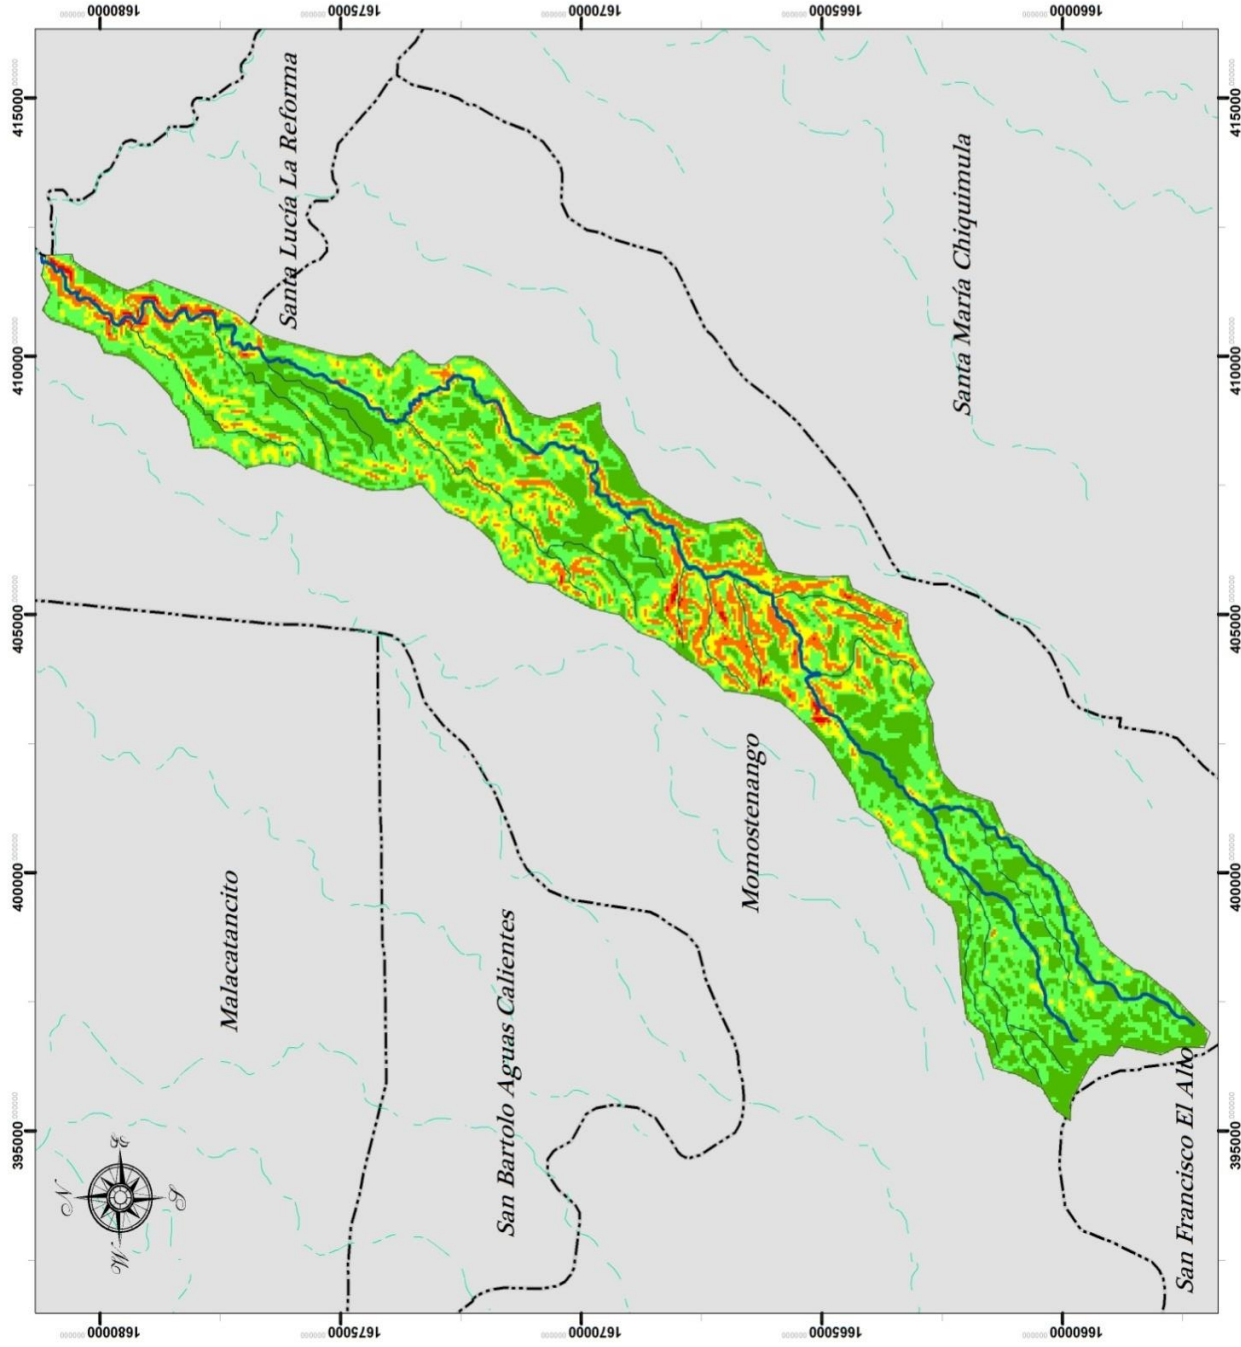 1680000
1675000
1670000
1665000
1660000
415000
415000
Santa Lucía La Reforma
Santa María Chiquimula
410000
410000
405000
405000
Momostenango
400000
400000
Malacatancito
San Bartolo Aguas Calientes
395000
395000
San Francisco El Alto
N
E
W
S
1680000
1675000
1670000
1665000
1660000